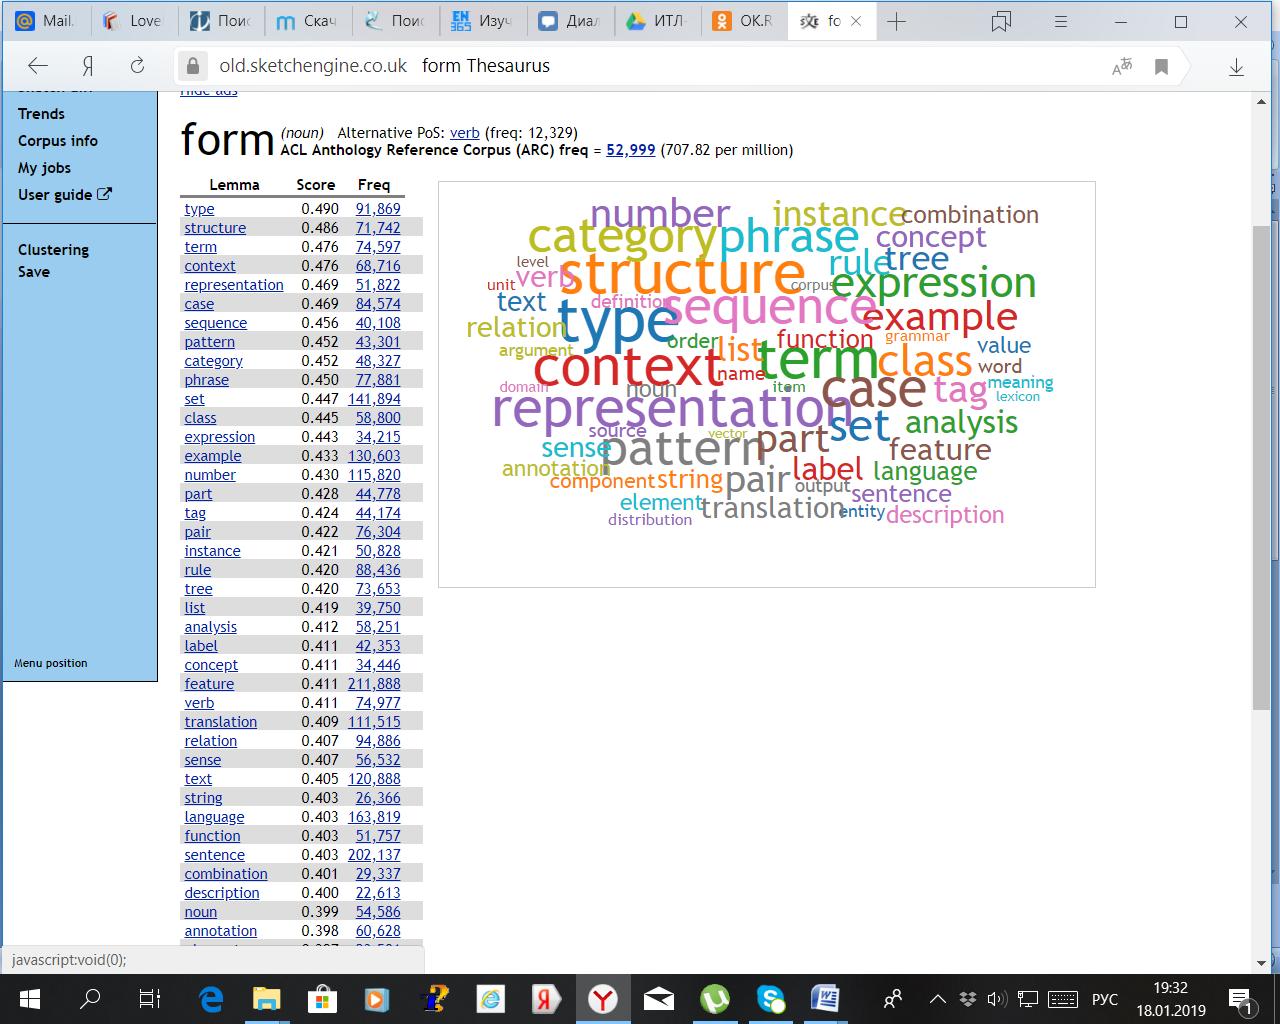 Mail.
Love
Поис
Скач
Поис
EN 365 Изуч
Диал
ИТЛ-
OK.R
fo
old.sketchengine.co.uk form Thesaurus
Hide ads
Trends
Corpus info
My jobs
User guide
Clustering
Save
Menu position
form (noun) Alternative PoS: verb (freq: 12,329)
ACL Anthology Reference Corpus (ARC) freq = 52,999 (707.82 per million)
Lemma Score Freq
type 0.490 91,869
structure 0.486 71,742
term 0.476 74,597
context 0.476 68,716
representation 0.469 51,822
case 0.469 84,574
sequence 0.456 40,108
pattern 0.452 43,301
category 0.452 48,327
phrase 0.450 77,881
set 0.447 141,894
class 0.445 58,800
expression 0.443 34,215
example 0.433 130,603
number 0.430 115,820
part 0.428 44,778
tag 0.424 44,174
pair 0.422 76,304
instance 0.421 50,828
rule 0.420 88,436
tree 0.420 73,653
list 0.419 39,750
analysis 0.412 58,251
label 0.411 42,353
concept 0.411 34,446
feature 0.411 211,888
verb 0.411 74,977
translation 0.409 111,515
relation 0.407 94,886
sense 0.407 56,532
text 0.405 120,888
string 0.403 26,366
language 0.403 163,819
function 0.403 51,757
sentence 0.403 202,137
combination 0.401 29,337
description 0.400 22,613
noun 0.399 54,586
annotation 0.398 60,628
number instance combination
category phrase concept
level structure rule tree
unit verb corpus expression
text definition sequence
relation type order function grammar example
argument list term class value
context name word
domain noun item case tag meaning
representation lexicon
source vector part set analysis
sense pattern feature
annotation label language
component string pair output sentence
element translation entity description
distribution
javascript:void(0);
РУС
19:32
18.01.2019
1